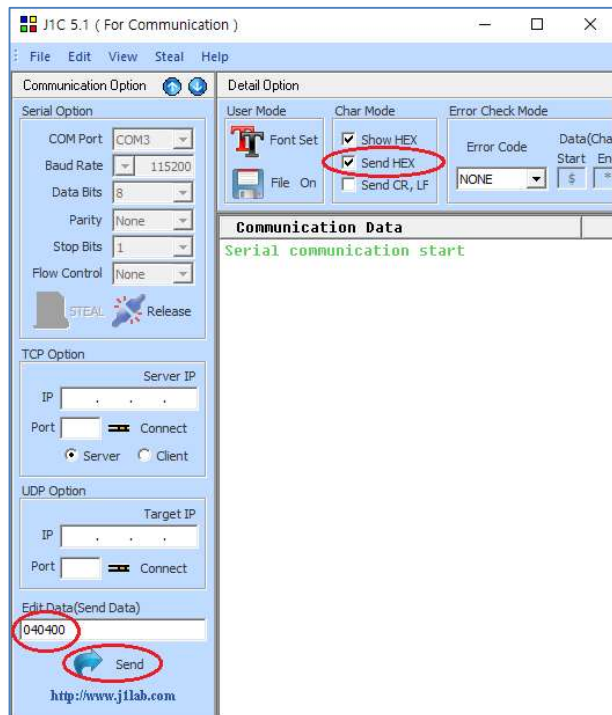 J1C 5.1 ( For Communication )
File Edit View Steal Help
Communication Option
Serial Option
COM Port COM3
Baud Rate 115200
Data Bits 8
Parity None
Stop Bits 1
Flow Control None
STEAL Release
TCP Option
Server IP
IP . . .
Port Connect
Server Client
UDP Option
Target IP
IP . . .
Port Connect
Edit Data(Send Data)
040400
Send
http://www.j1lab.com
Detail Option
User Mode
Font Set
File On
Char Mode
Show HEX
Send HEX
Send CR, LF
Error Check Mode
Error Code
NONE
Data(Cha
Start En
$ *
Communication Data
Serial communication start